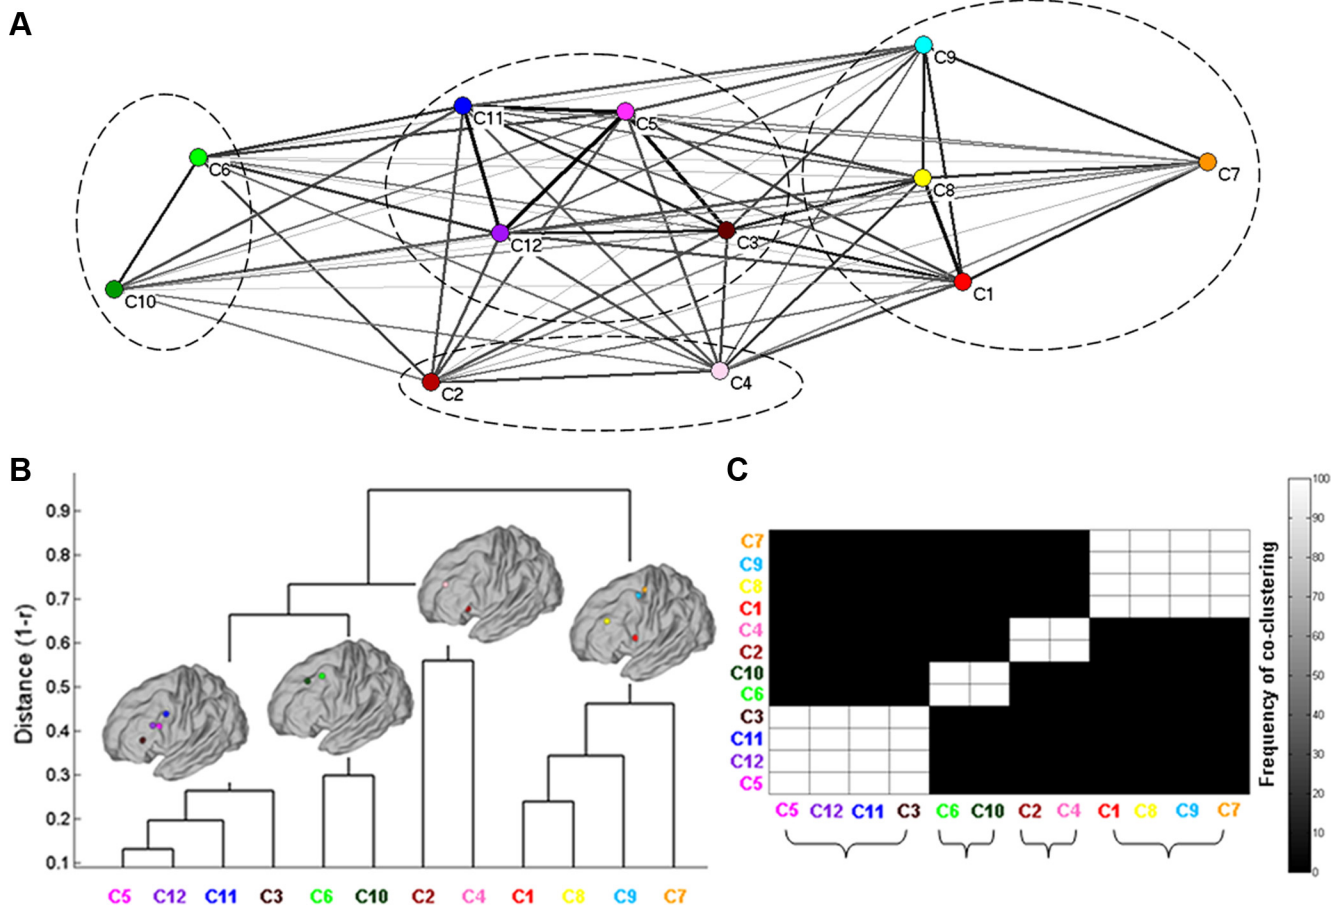 A
C9
C11
C5
C6
C7
C8
C12
C3
C10
C1
C4
C2
B
Distance (1-r)
0.9
0.8
0.7
0.6
0.5
0.4
0.3
0.2
0.1
C5 C12 C11 C3 C6 C10 C2 C4 C1 C8 C9 C7
C
C7
C9
C8
C1
C4
C2
C10
C6
C3
C11
C12
C5
C5 C12 C11 C3 C6 C10 C2 C4 C1 C8 C9 C7
Frequency of co-clustering
100
90
80
70
60
50
40
30
20
10
0